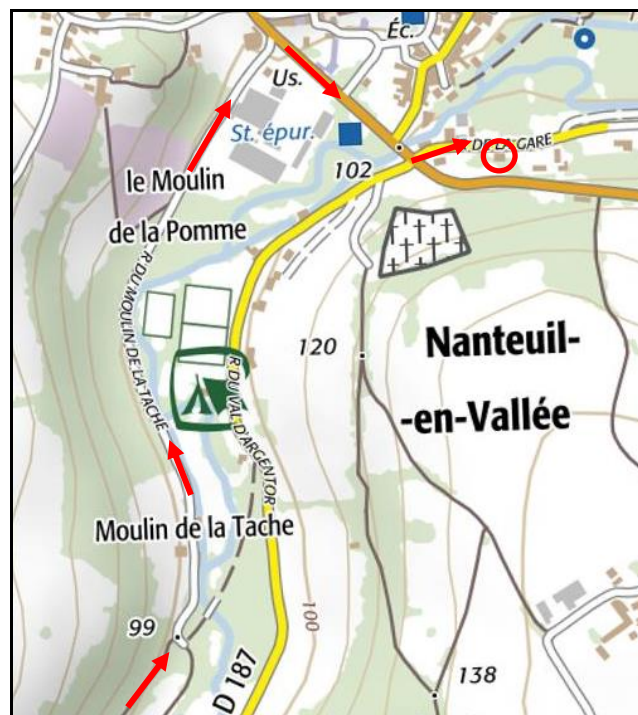 Éc.
Us.
St. épur.
102
R DE LA GARE
le Moulin
de la Pomme
R DU MOULIN DE LA TACHE
120
Nanteuil-
-en-Vallée
R DU VAL D'ARGENTOR
Moulin de la Tache
99
100
D 187
138